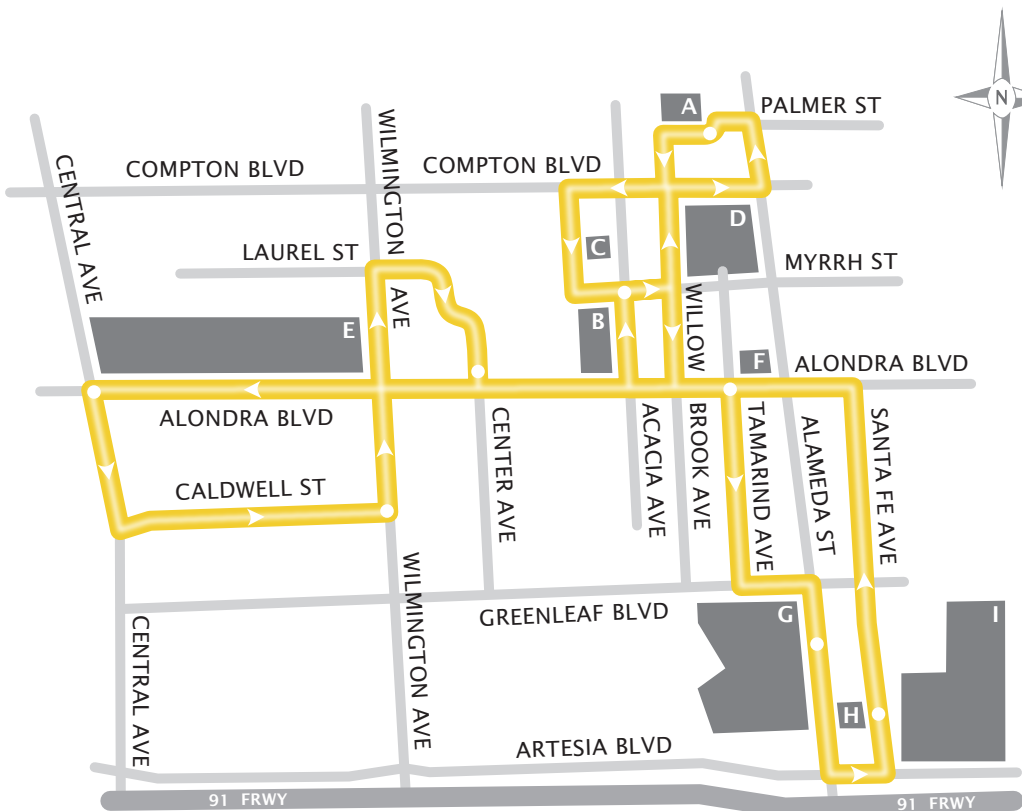 A
PALMER ST
N
COMPTON BLVD
COMPTON BLVD
WILMINGTON
AVE
CENTRAL AVE
LAUREL ST
C
D
MYRRH ST
E
B
WILLOW
F
ALONDRA BLVD
ALONDRA BLVD
CENTER AVE
ACACIA AVE
BROOK AVE
TAMARIND AVE
ALAMEDA ST
SANTA FE AVE
CALDWELL ST
WILMINGTON AVE
GREENLEAF BLVD
G
I
CENTRAL AVE
H
ARTESIA BLVD
91 FRWY
91 FRWY